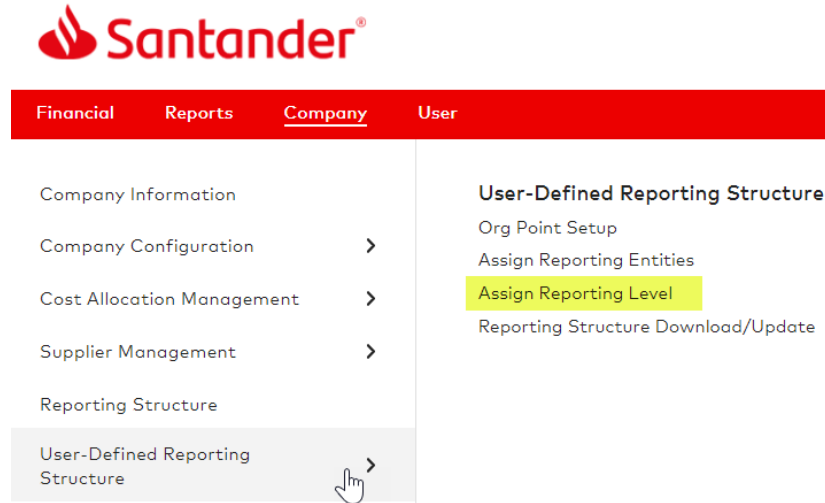 Santander®
Financial Reports Company User
Company Information
Company Configuration
Cost Allocation Management
Supplier Management
Reporting Structure
User-Defined Reporting
Structure
User-Defined Reporting Structure
Org Point Setup
Assign Reporting Entities
Assign Reporting Level
Reporting Structure Download/Update